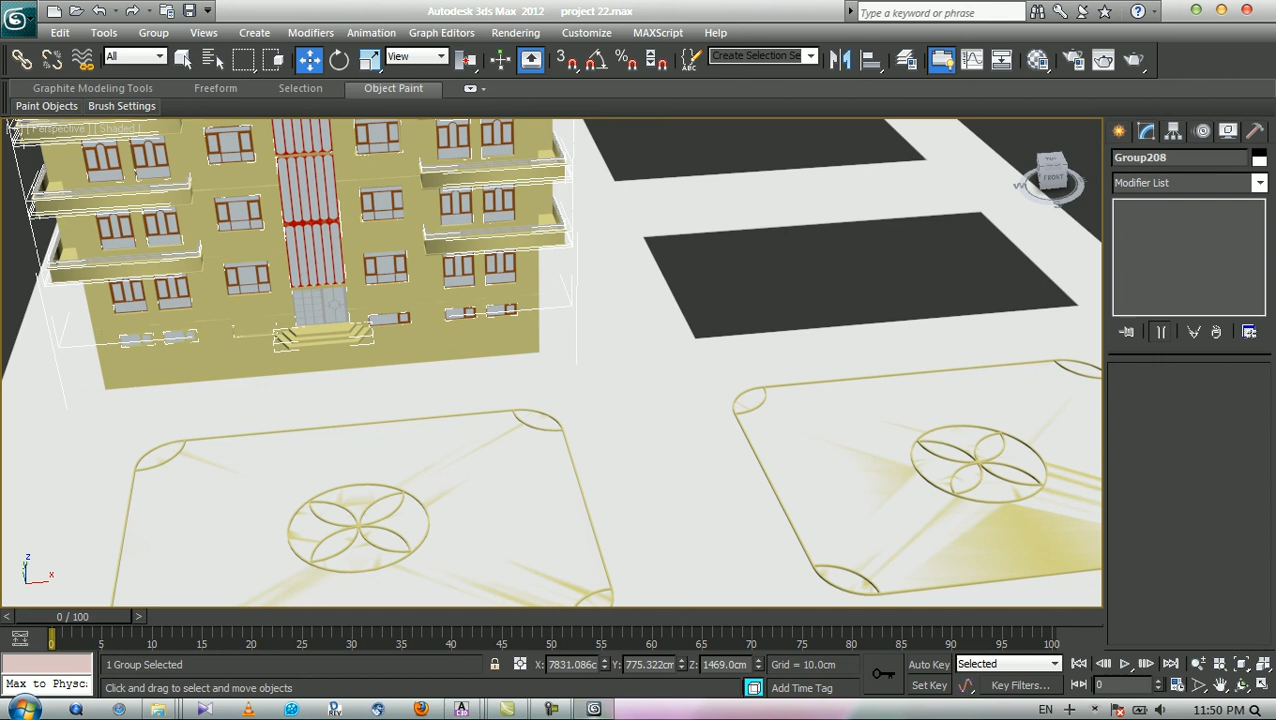 Autodesk 3ds Max 2012 project 22.max
Type a keyword or phrase
Edit Tools Group Views Create Modifiers Animation Graph Editors Rendering Customize MAXScript Help
All View Create Selection Se
Graphite Modeling Tools Freeform Selection Object Paint
Paint Objects Brush Settings
Perspective Shaded
TOP
FRONT
W
Group208
Modifier List
z
x
0 / 100
0 5 10 15 20 25 30 35 40 45 50 55 60 65 70 75 80 85 90 95 100
1 Group Selected X: 7831.086c Y: 775.322cm Z: 1469.0cm Grid = 10.0cm Auto Key Selected
Max to Physc: Click and drag to select and move objects Add Time Tag Set Key Key Filters... 0
EN 11:50 PM